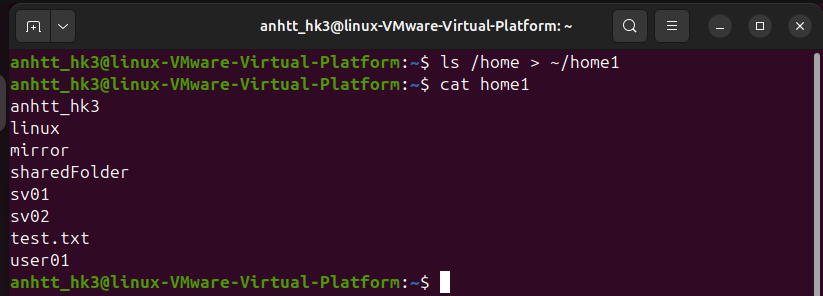 anhtt_hk3@linux-VMware-Virtual-Platform: ~
anhtt_hk3@linux-VMware-Virtual-Platform:~$ ls /home > ~/home1
anhtt_hk3@linux-VMware-Virtual-Platform:~$ cat home1
anhtt_hk3
linux
mirror
sharedFolder
sv01
sv02
test.txt
user01
anhtt_hk3@linux-VMware-Virtual-Platform:~$